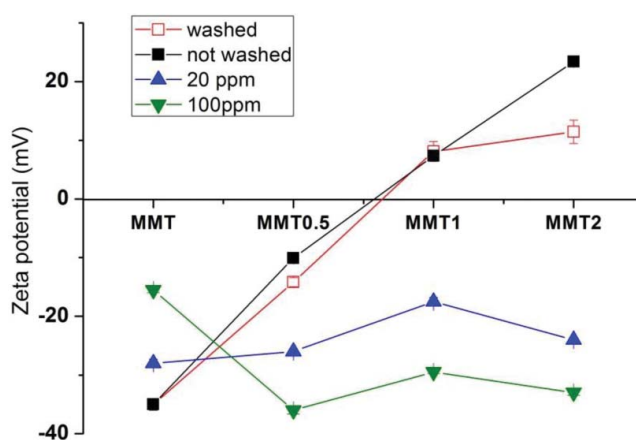 washed
not washed
20 ppm
100ppm
Zeta potential (mV)
20
0
-20
-40
MMT MMT0.5 MMT1 MMT2